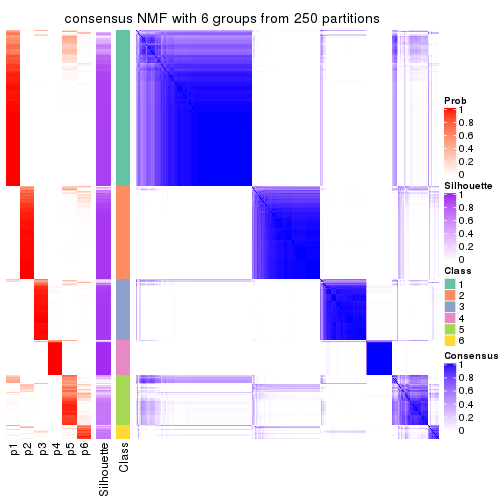 consensus NMF with 6 groups from 250 partitions
Prob
1
0.8
0.6
0.4
0.2
0
Silhouette
1
0.8
0.6
0.4
0.2
0
Class
1
2
3
4
5
6
Consensus
1
0.8
0.6
0.4
0.2
0
p1
p2
p3
p4
p5
p6
Silhouette
Class